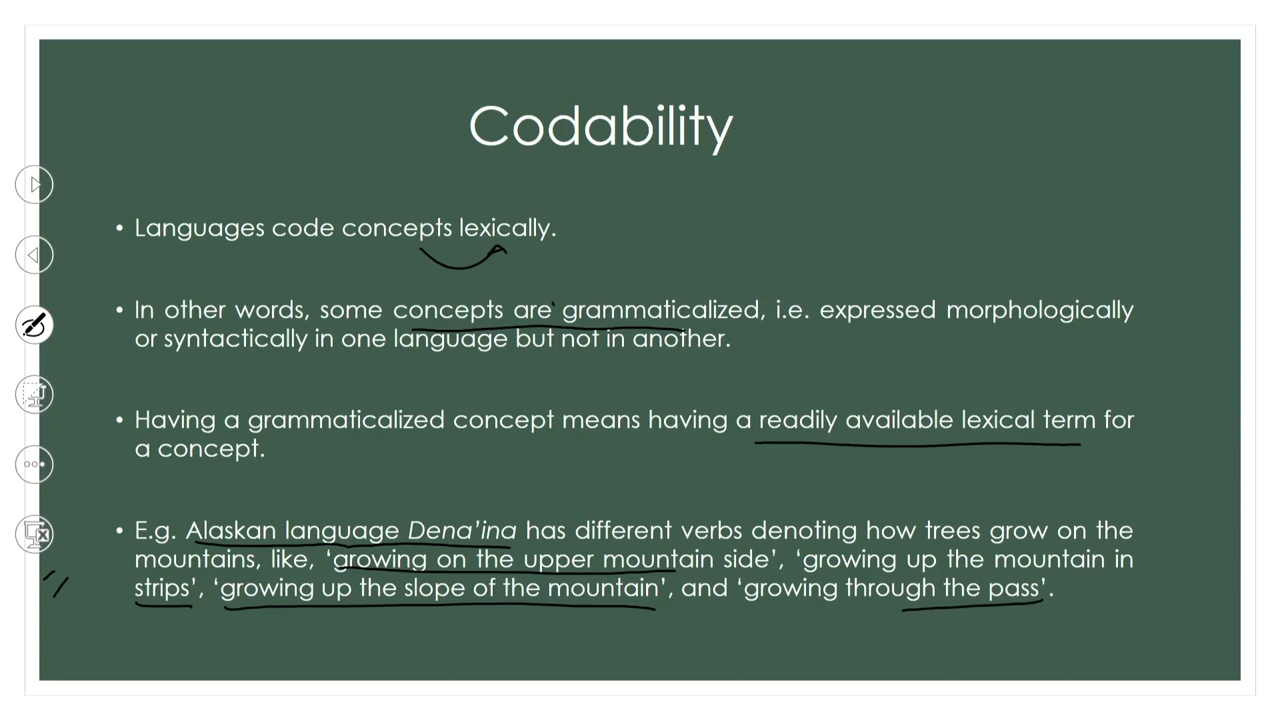 Codability
• Languages code concepts lexically.
• In other words, some concepts are grammaticalized, i.e. expressed morphologically
or syntactically in one language but not in another.
• Having a grammaticalized concept means having a readily available lexical term for
a concept.
• E.g. Alaskan language Dena’ina has different verbs denoting how trees grow on the
mountains, like, ‘growing on the upper mountain side’, ‘growing up the mountain in
strips’, ‘growing up the slope of the mountain’, and ‘growing through the pass’.